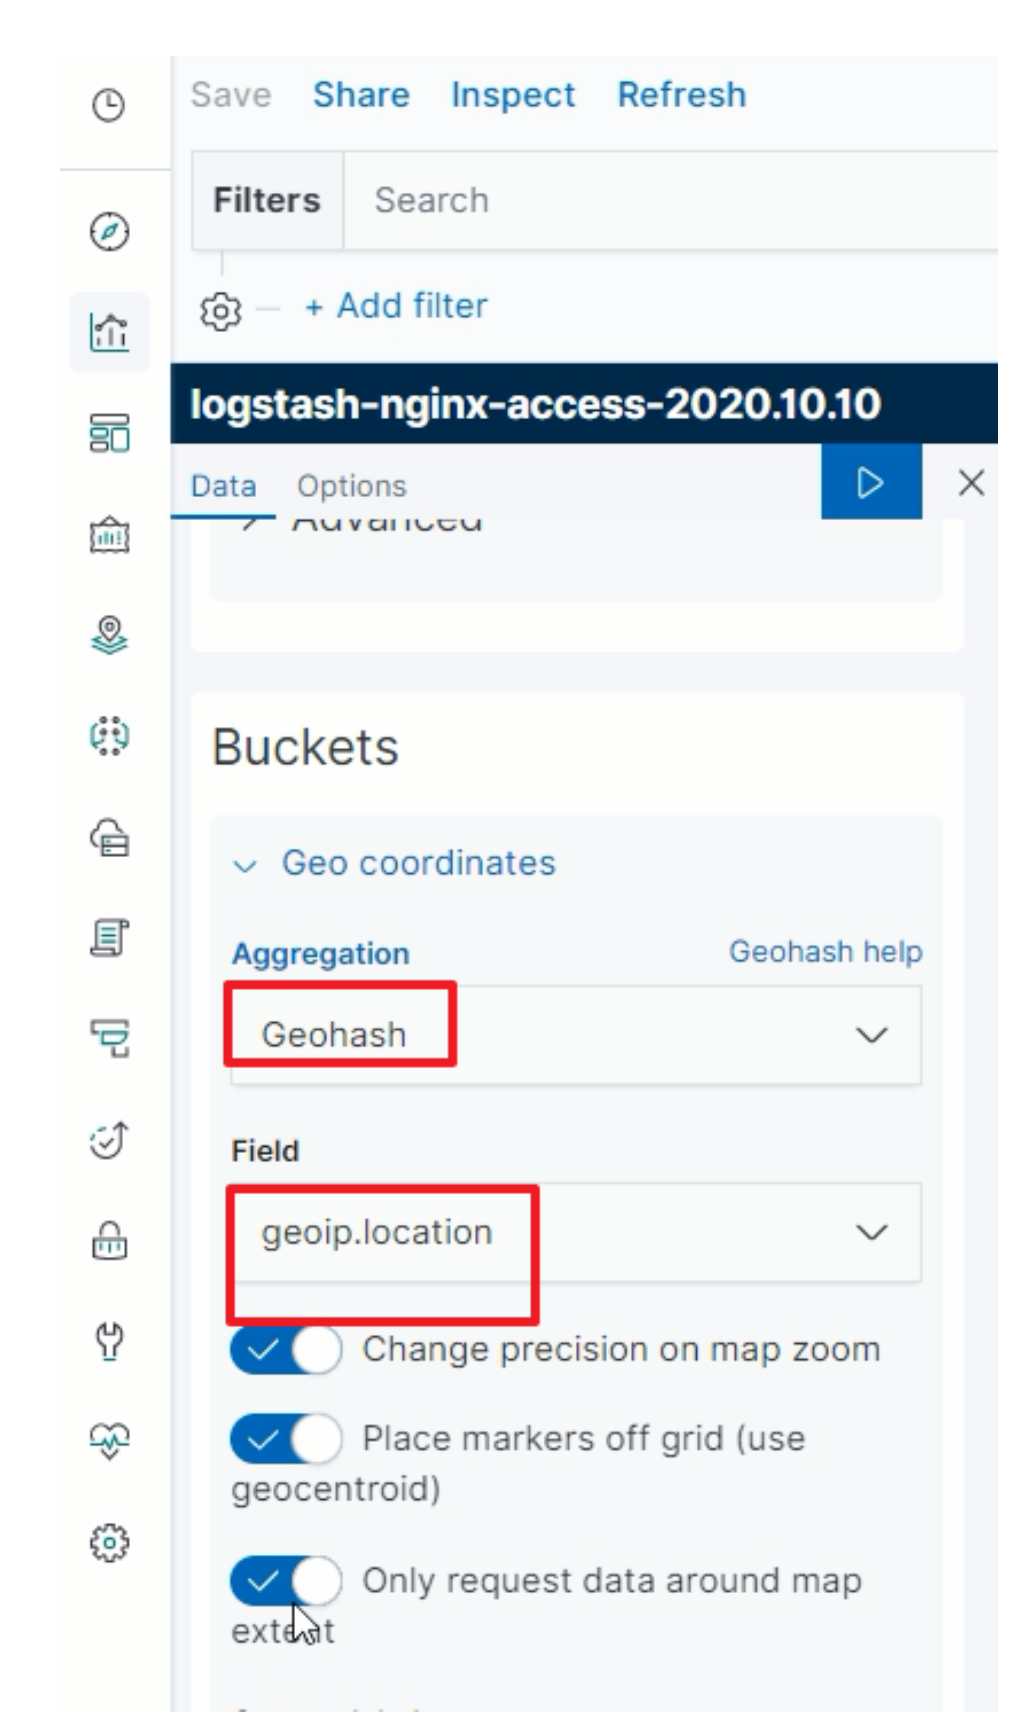 Save Share Inspect Refresh
Filters Search
+ Add filter
logstash-nginx-access-2020.10.10
Data Options
Advanced
Buckets
Geo coordinates
Aggregation Geohash help
Geohash
Field
geoip.location
Change precision on map zoom
Place markers off grid (use
geocentroid)
Only request data around map
extent